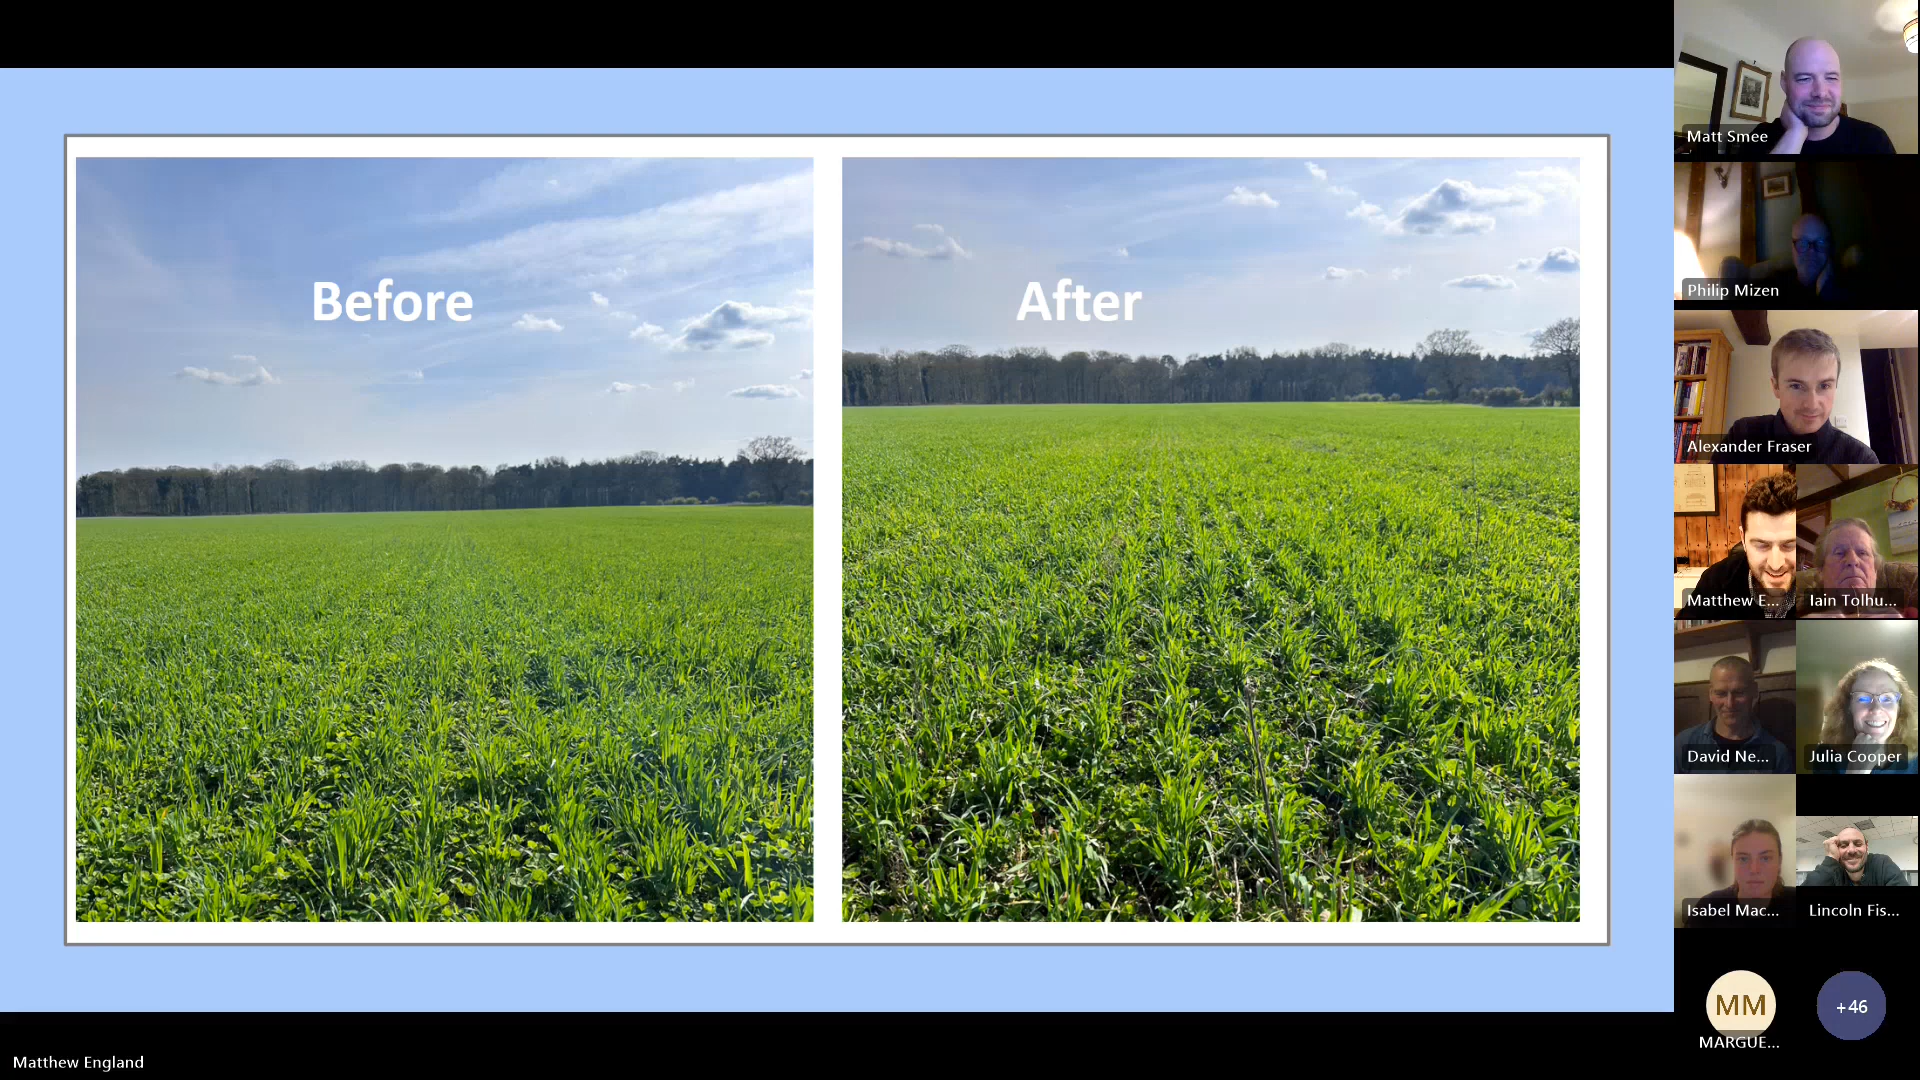 Before
After
Matt Smee
Philip Mizen
Alexander Fraser
Matthew E...
Iain Tolhu...
David Ne...
Julia Cooper
Isabel Mac...
Lincoln Fis...
MM
+46
MARGUE...
Matthew England